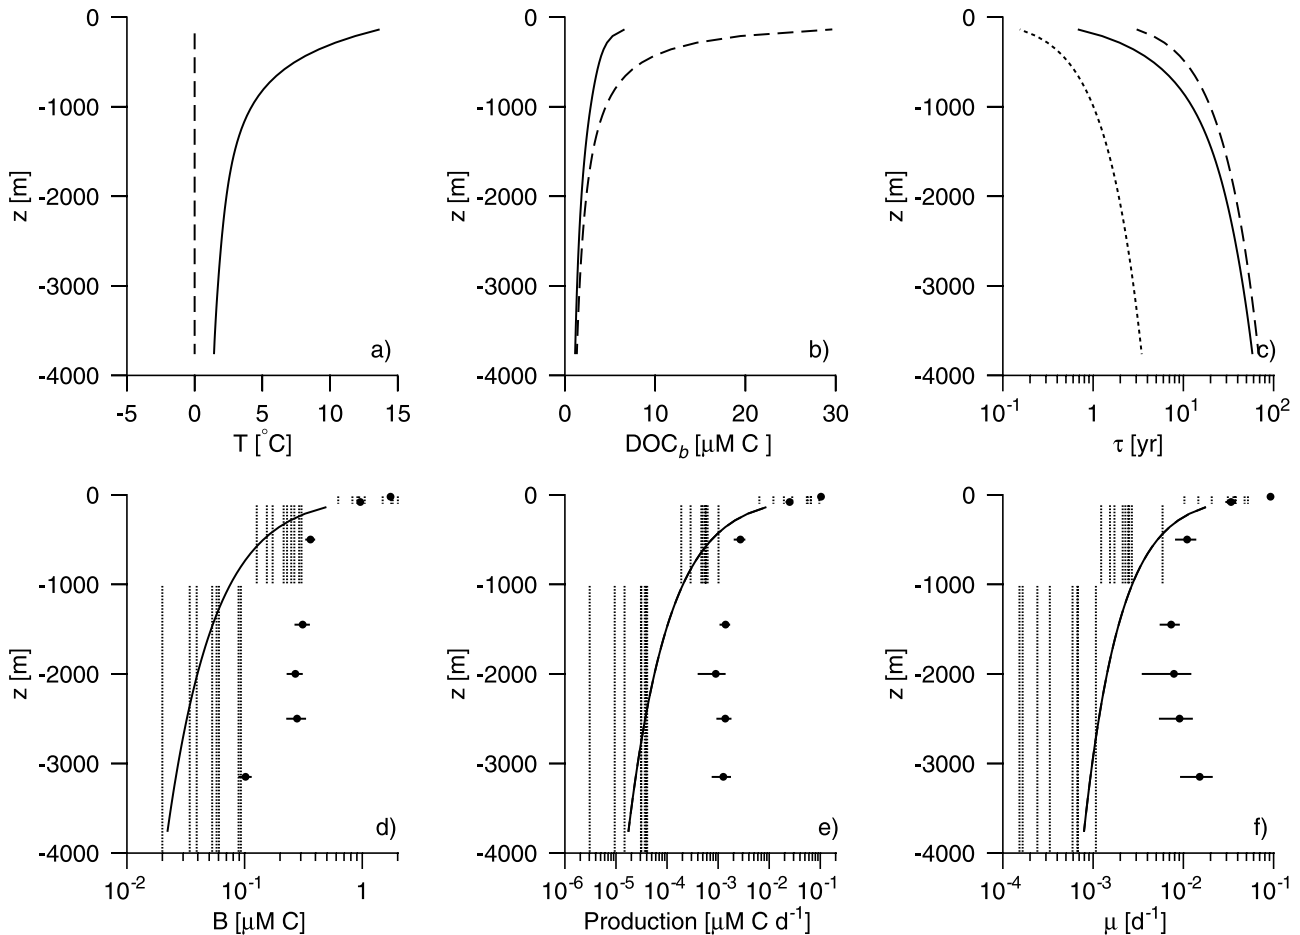 0
-1000
-2000
-3000
-4000
z [m]
-5 0 5 10 15
T [°C]
a)
0
-1000
-2000
-3000
-4000
z [m]
0 10 20 30
DOC_b [μM C ]
b)
0
-1000
-2000
-3000
-4000
z [m]
10^-1 1 10^1 10^2
τ [yr]
c)
0
-1000
-2000
-3000
-4000
z [m]
10^-2 10^-1 1
B [μM C]
d)
0
-1000
-2000
-3000
-4000
z [m]
10^-6 10^-5 10^-4 10^-3 10^-2 10^-1
Production [μM C d^-1]
e)
0
-1000
-2000
-3000
-4000
z [m]
10^-4 10^-3 10^-2 10^-1
μ [d^-1]
f)